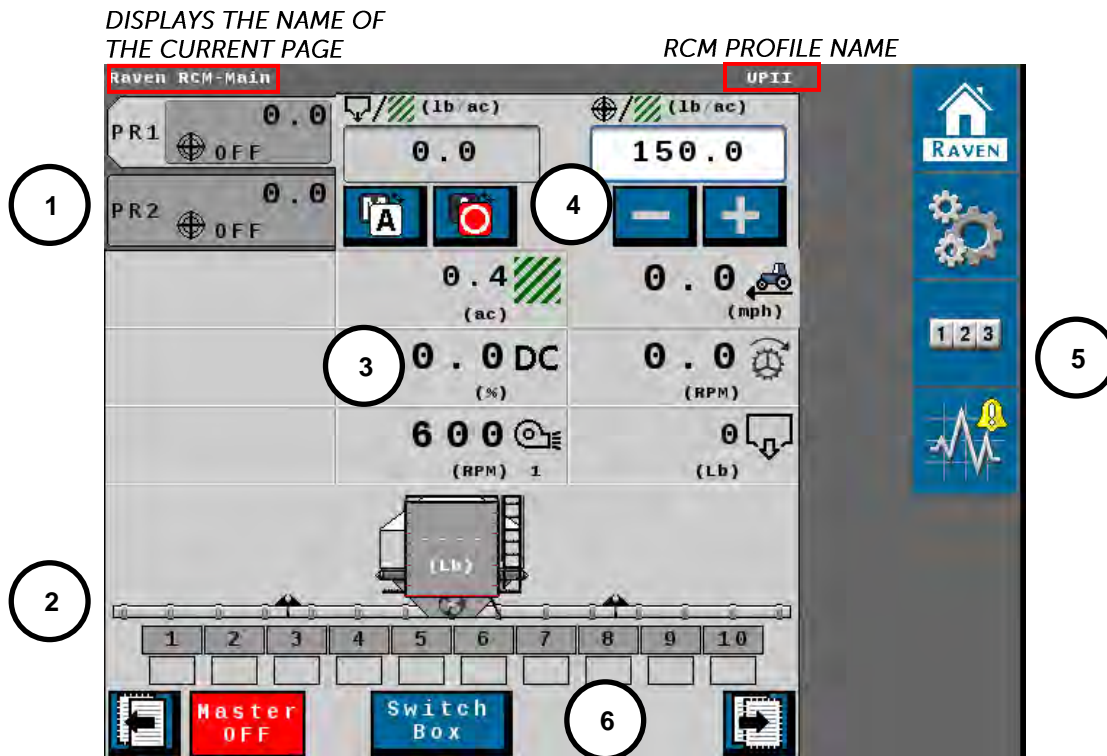 DISPLAYS THE NAME OF
THE CURRENT PAGE
RCM PROFILE NAME
Raven RCM-Main
UPII
PR1
0.0
OFF
(lb/ac)
0.0
(lb/ac)
150.0
RAVEN
1
PR2
0.0
OFF
A
4
0.4
(ac)
0.0
(mph)
1 2 3
5
3
0.0 DC
(%)
0.0
(RPM)
600
(RPM) 1
0
(Lb)
(Lb)
2
1 2 3 4 5 6 7 8 9 10
Master
OFF
Switch
Box
6